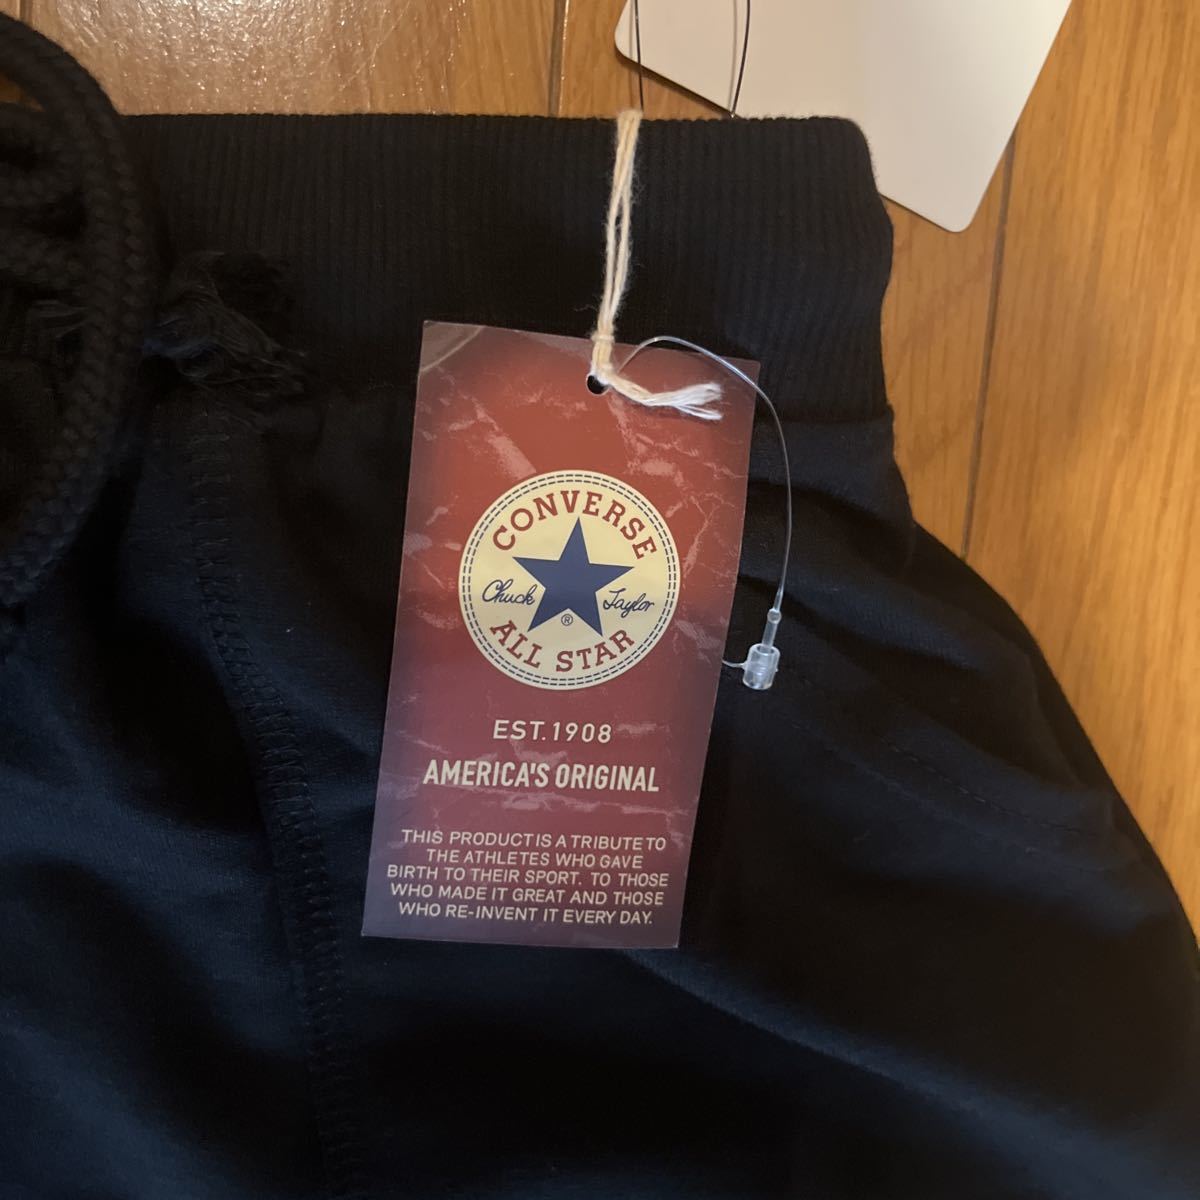 CONVERSE
Chuck Taylor
®
ALL STAR
EST. 1908
AMERICA'S ORIGINAL
THIS PRODUCT IS A TRIBUTE TO
THE ATHLETES WHO GAVE
BIRTH TO THEIR SPORT. TO THOSE
WHO MADE IT GREAT AND THOSE
WHO RE-INVENT IT EVERY DAY.